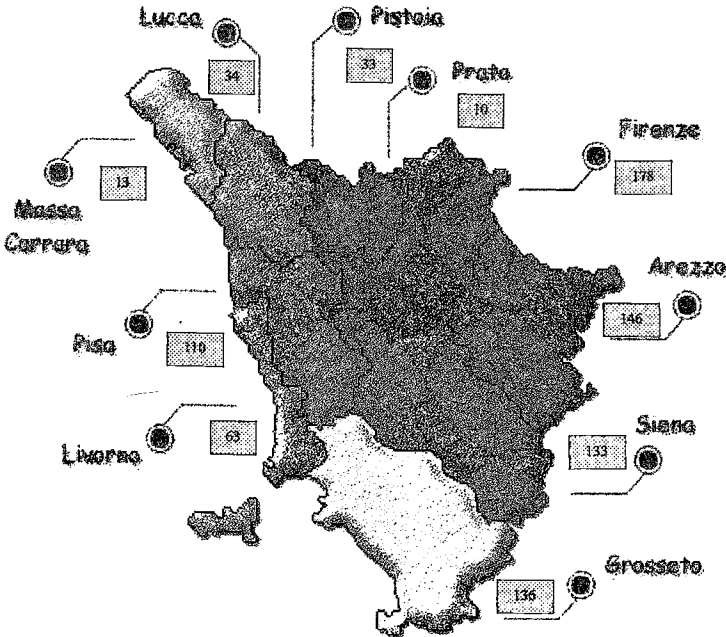 Lucca
34
Pistoia
33
Prato
10
Firenze
178
Massa
Carrara
13
Arezzo
146
Pisa
110
Livorno
63
Siena
133
Grosseto
136